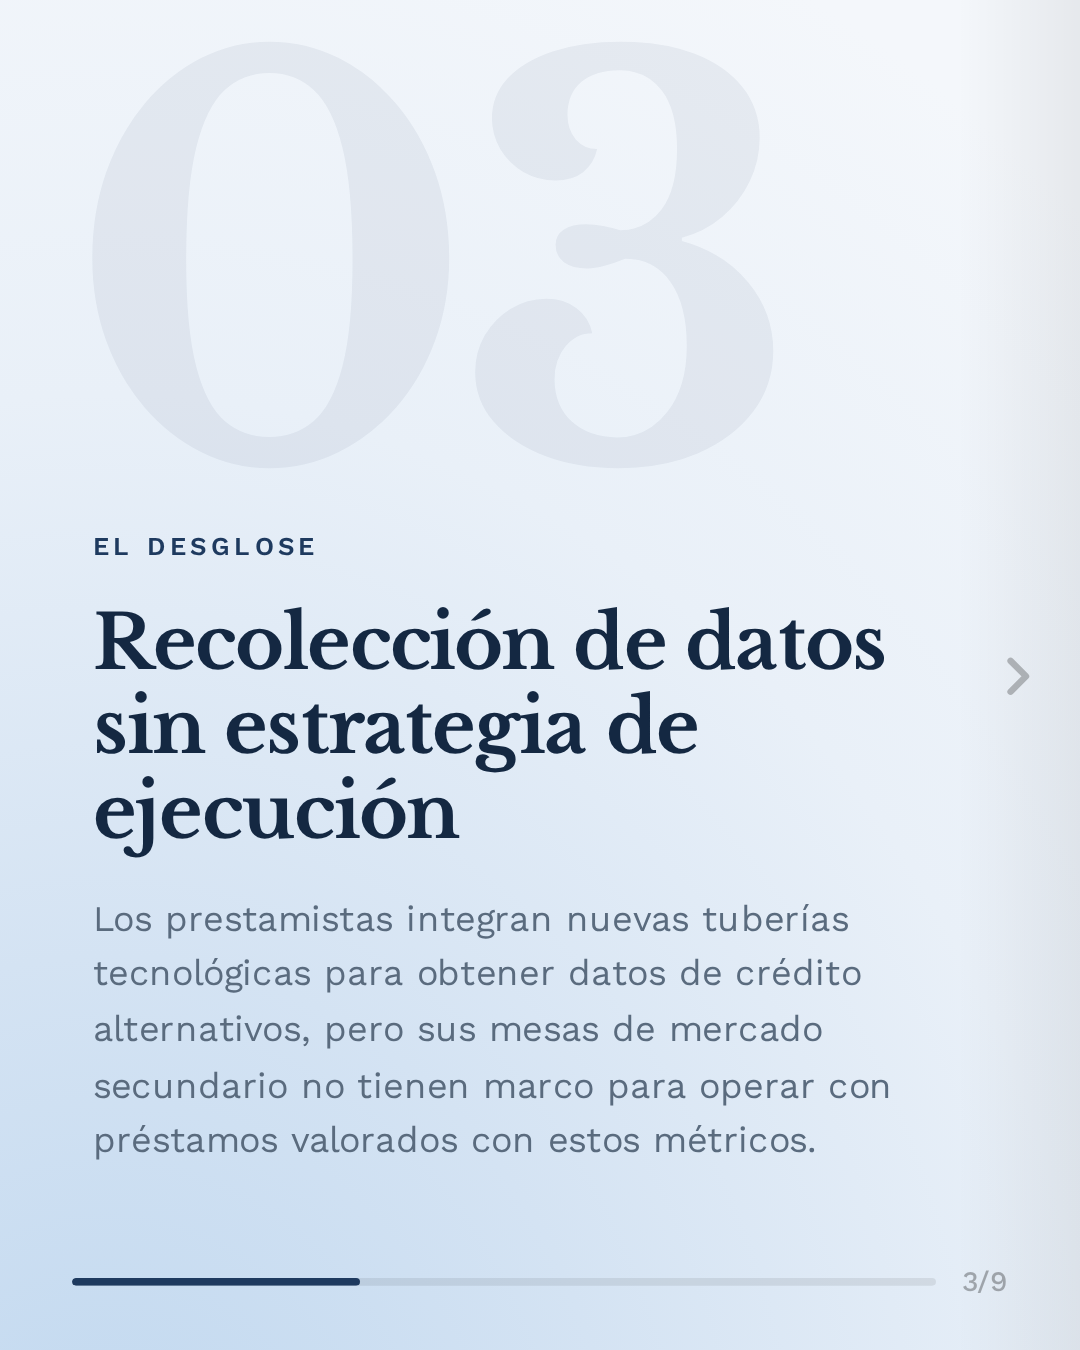 03
EL DESGLOSE
Recolección de datos
sin estrategia de
ejecución
Los prestamistas integran nuevas tuberías
tecnológicas para obtener datos de crédito
alternativos, pero sus mesas de mercado
secundario no tienen marco para operar con
préstamos valorados con estos métricos.
3/9